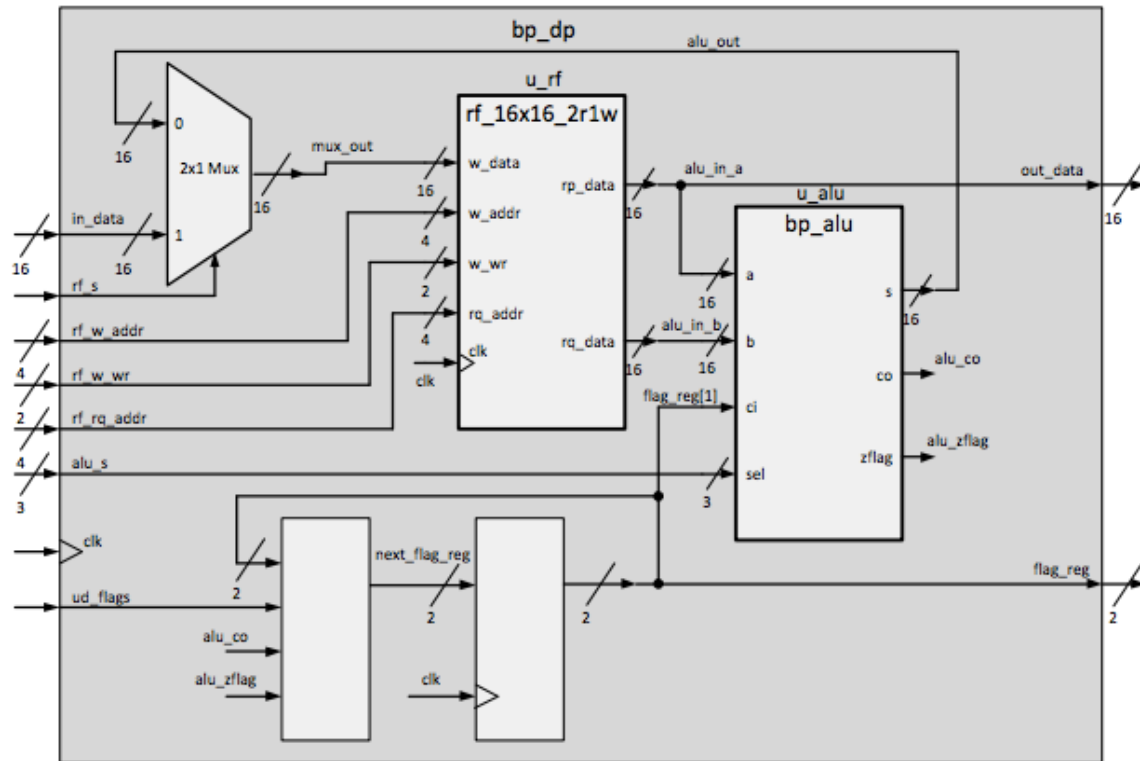 bp_dp
alu_out
u_rf
rf_16x16_2r1w
0
16
2x1 Mux
16
mux_out
16
w_data
rp_data
16
alu_in_a
out_data
16
u_alu
bp_alu
in_data
16
1
16
w_addr
4
w_wr
2
a
16
s
16
rf_s
rq_addr
4
rf_w_addr
4
clk
clk
rq_data
16
alu_in_b
16
b
alu_co
co
rf_w_wr
2
flag_reg[1]
ci
rf_rq_addr
4
alu_zflag
zflag
alu_s
3
3
sel
clk
next_flag_reg
2
2
2
flag_reg
2
ud_flags
alu_co
alu_zflag
clk